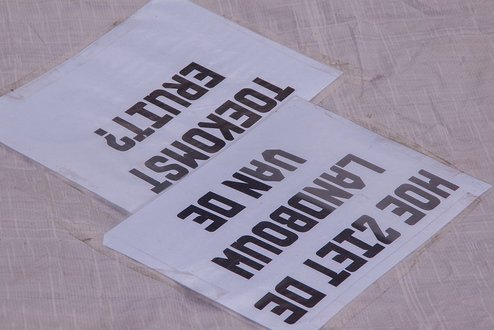 HOE ZIET DE
LANDBOUW
VAN DE
TOEKOMST
ERUIT?